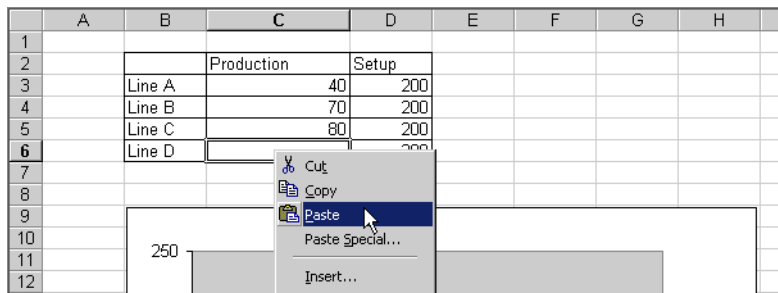 A B C D E F G H
1
2 Production Setup
3 Line A 40 200
4 Line B 70 200
5 Line C 80 200
6 Line D 200
7 Cut
8 Copy
9 Paste
10 Paste Special...
11 250
12 Insert...